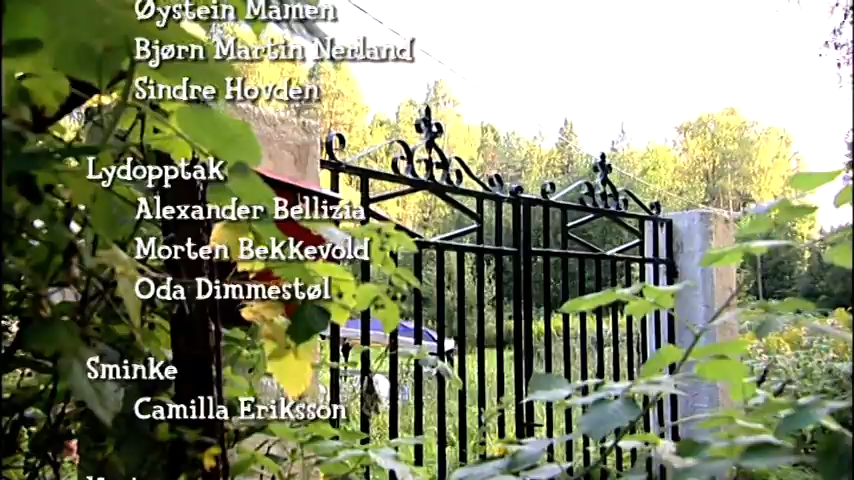 Øystein Mamen
Bjørn Martin Nerland
Sindre Hovden
Lydopptak
Alexander Bellizia
Morten Bekkevold
Oda Dimmestøl
Sminke
Camilla Eriksson